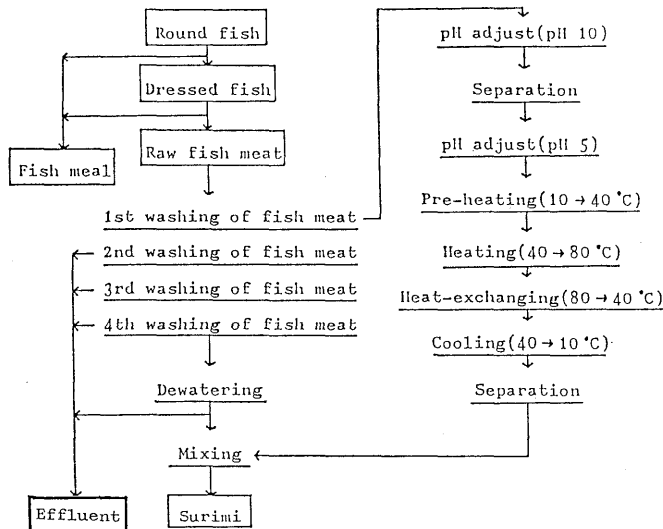 Round fish
Dressed fish
Raw fish meat
Fish meal
1st washing of fish meat
2nd washing of fish meat
3rd washing of fish meat
4th washing of fish meat
Dewatering
Mixing
Effluent
Surimi
pH adjust(pH 10)
Separation
pH adjust(pH 5)
Pre-heating(10→40 °C)
Heating(40→80 °C)
Heat-exchanging(80→40 °C)
Cooling(40→10 °C)
Separation